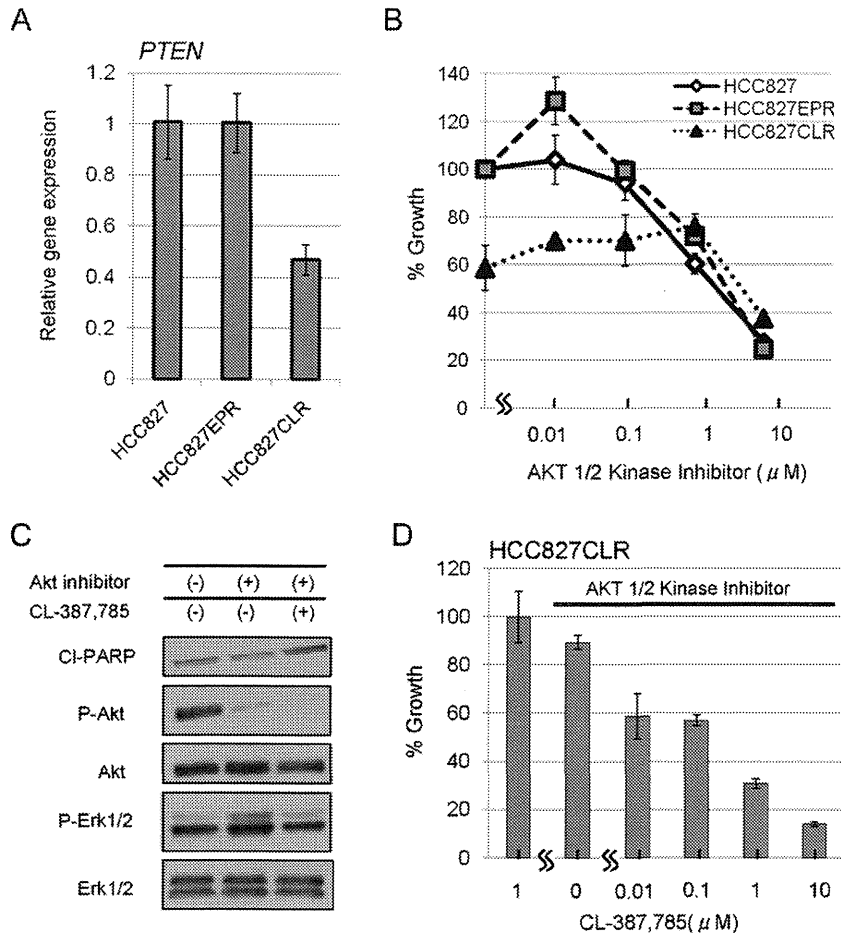 A
PTEN
Relative gene expression
1.2
1
0.8
0.6
0.4
0.2
0
HCC827
HCC827EPR
HCC827CLR
B
% Growth
140
120
100
80
60
40
20
0
HCC827
HCC827EPR
HCC827CLR
0.01 0.1 1 10
AKT 1/2 Kinase Inhibitor ( μ M)
C
Akt inhibitor (-) (+) (+)
CL-387,785 (-) (-) (+)
Cl-PARP
P-Akt
Akt
P-Erk1/2
Erk1/2
D
HCC827CLR
AKT 1/2 Kinase Inhibitor
% Growth
120
100
80
60
40
20
0
1 0 0.01 0.1 1 10
CL-387,785( μ M)